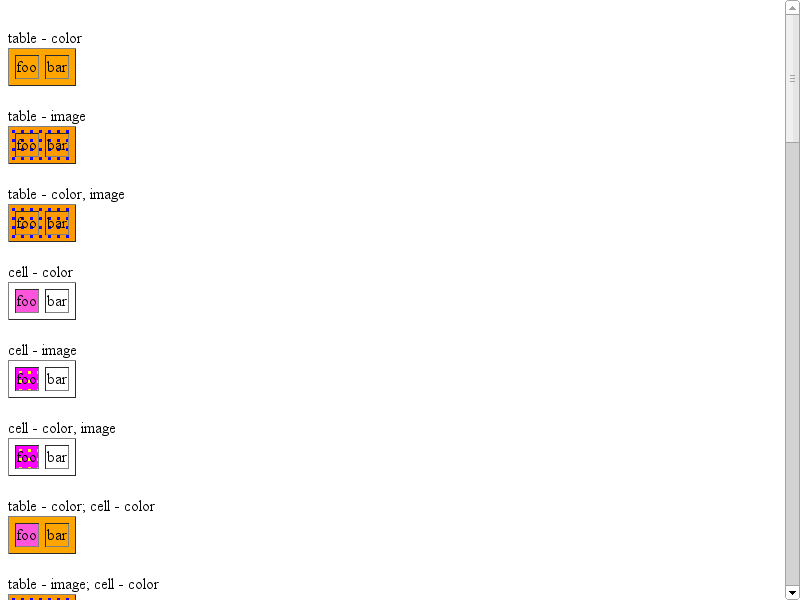 table - color
foo bar
table - image
foo bar
table - color, image
foo bar
cell - color
foo bar
cell - image
foo bar
cell - color, image
foo bar
table - color; cell - color
foo bar
table - image; cell - color